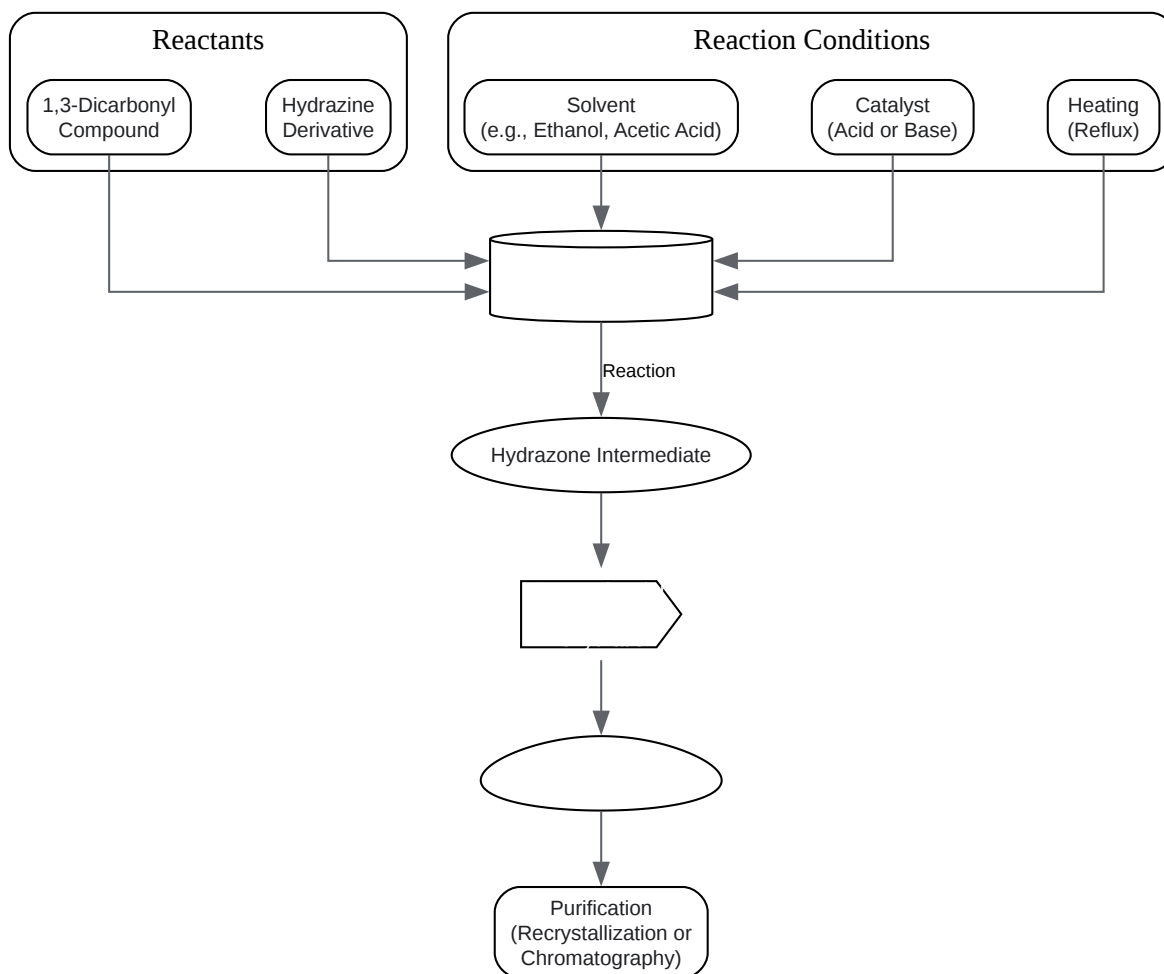 Reactants
Reaction Conditions
1,3-Dicarbonyl
Compound
Hydrazine
Derivative
Solvent
(e.g., Ethanol, Acetic Acid)
Catalyst
(Acid or Base)
Heating
(Reflux)
Reaction
Hydrazone Intermediate
Purification
(Recrystallization or
Chromatography)